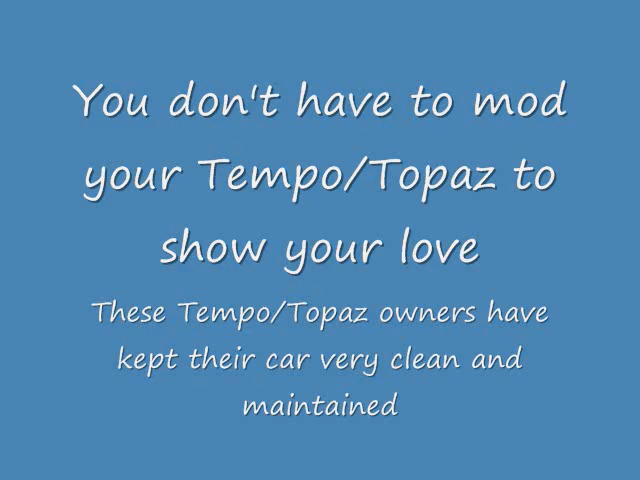 You don't have to mod
your Tempo/Topaz to
show your love
These Tempo/Topaz owners have
kept their car very clean and
maintained